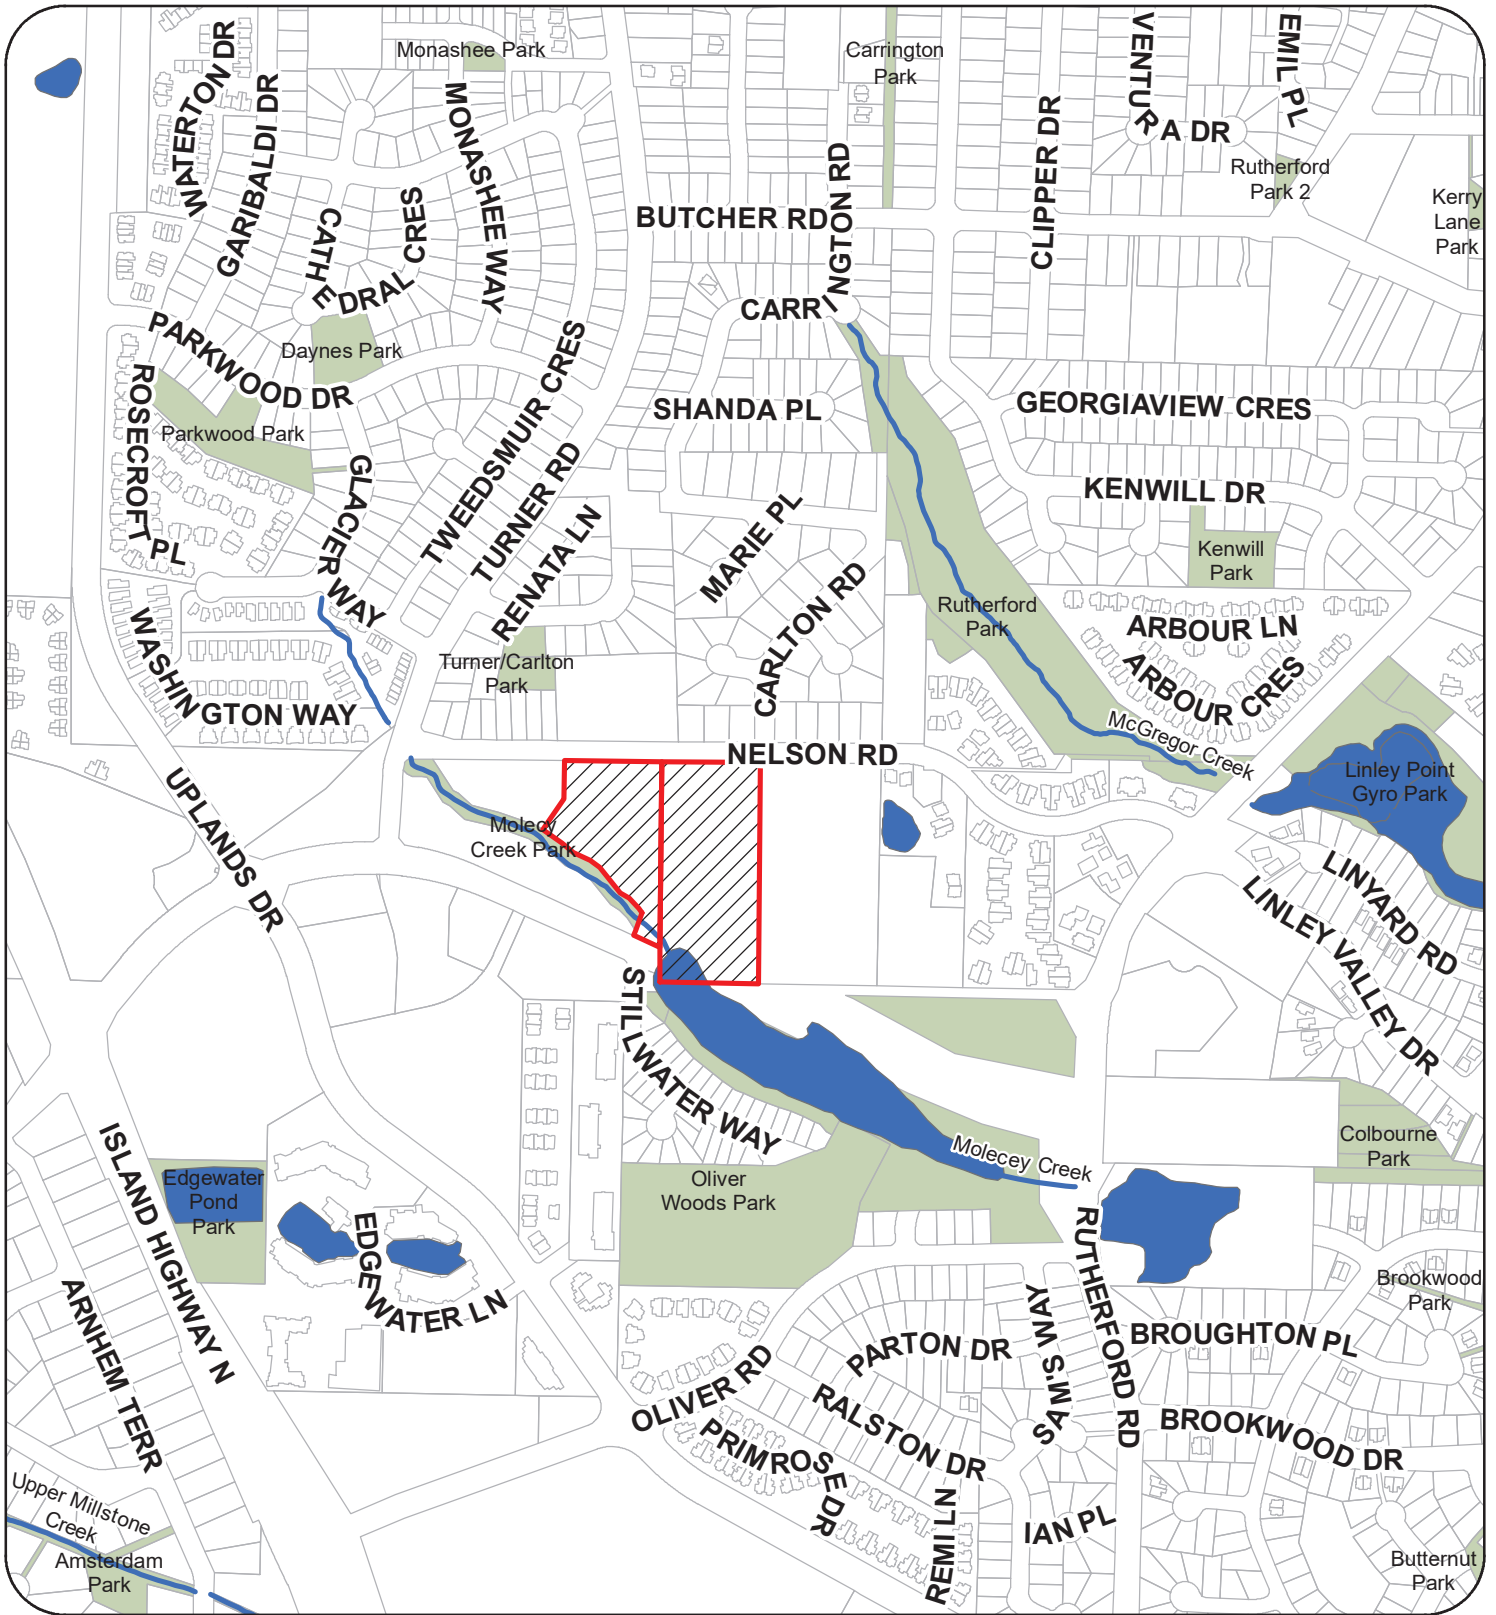 WATERTON DR
GARIBALDI DR
Monashee Park
MONASHEE WAY
CATHEDRAL CRES
Carrington
Park
CLIPPER DR
VENTURA DR
EMIL PL
Rutherford
Park 2
Kerry
Lane
Park
BUTCHER RD
CARRINGTON RD
PARKWOOD DR
Daynes Park
Parkwood Park
ROSECROFT PL
GLACIER WAY
TWEEDSMUIR CRES
TURNER RD
RENATA LN
SHANDA PL
MARIE PL
CARLTON RD
GEORGIAVIEW CRES
KENWILL DR
Kenwill
Park
Rutherford
Park
ARBOUR LN
ARBOUR CRES
WASHINGTON WAY
Turner/Carlton
Park
NELSON RD
McGregor Creek
Linley Point
Gyro Park
UPLANDS DR
Molecy
Creek Park
LINYARD RD
LINLEY VALLEY DR
STILLWATER WAY
Molecey Creek
Oliver
Woods Park
Colbourne
Park
ISLAND HIGHWAY N
Edgewater
Pond
Park
EDGEWATER LN
ARNHEM TERR
RUTHERFORD RD
SAM'S WAY
Brookwood
Park
BROUGHTON PL
PARTON DR
OLIVER RD
RALSTON DR
PRIMROSE DR
BROOKWOOD DR
REMI LN
IAN PL
Upper Millstone
Creek
Amsterdam
Park
Butternut
Park